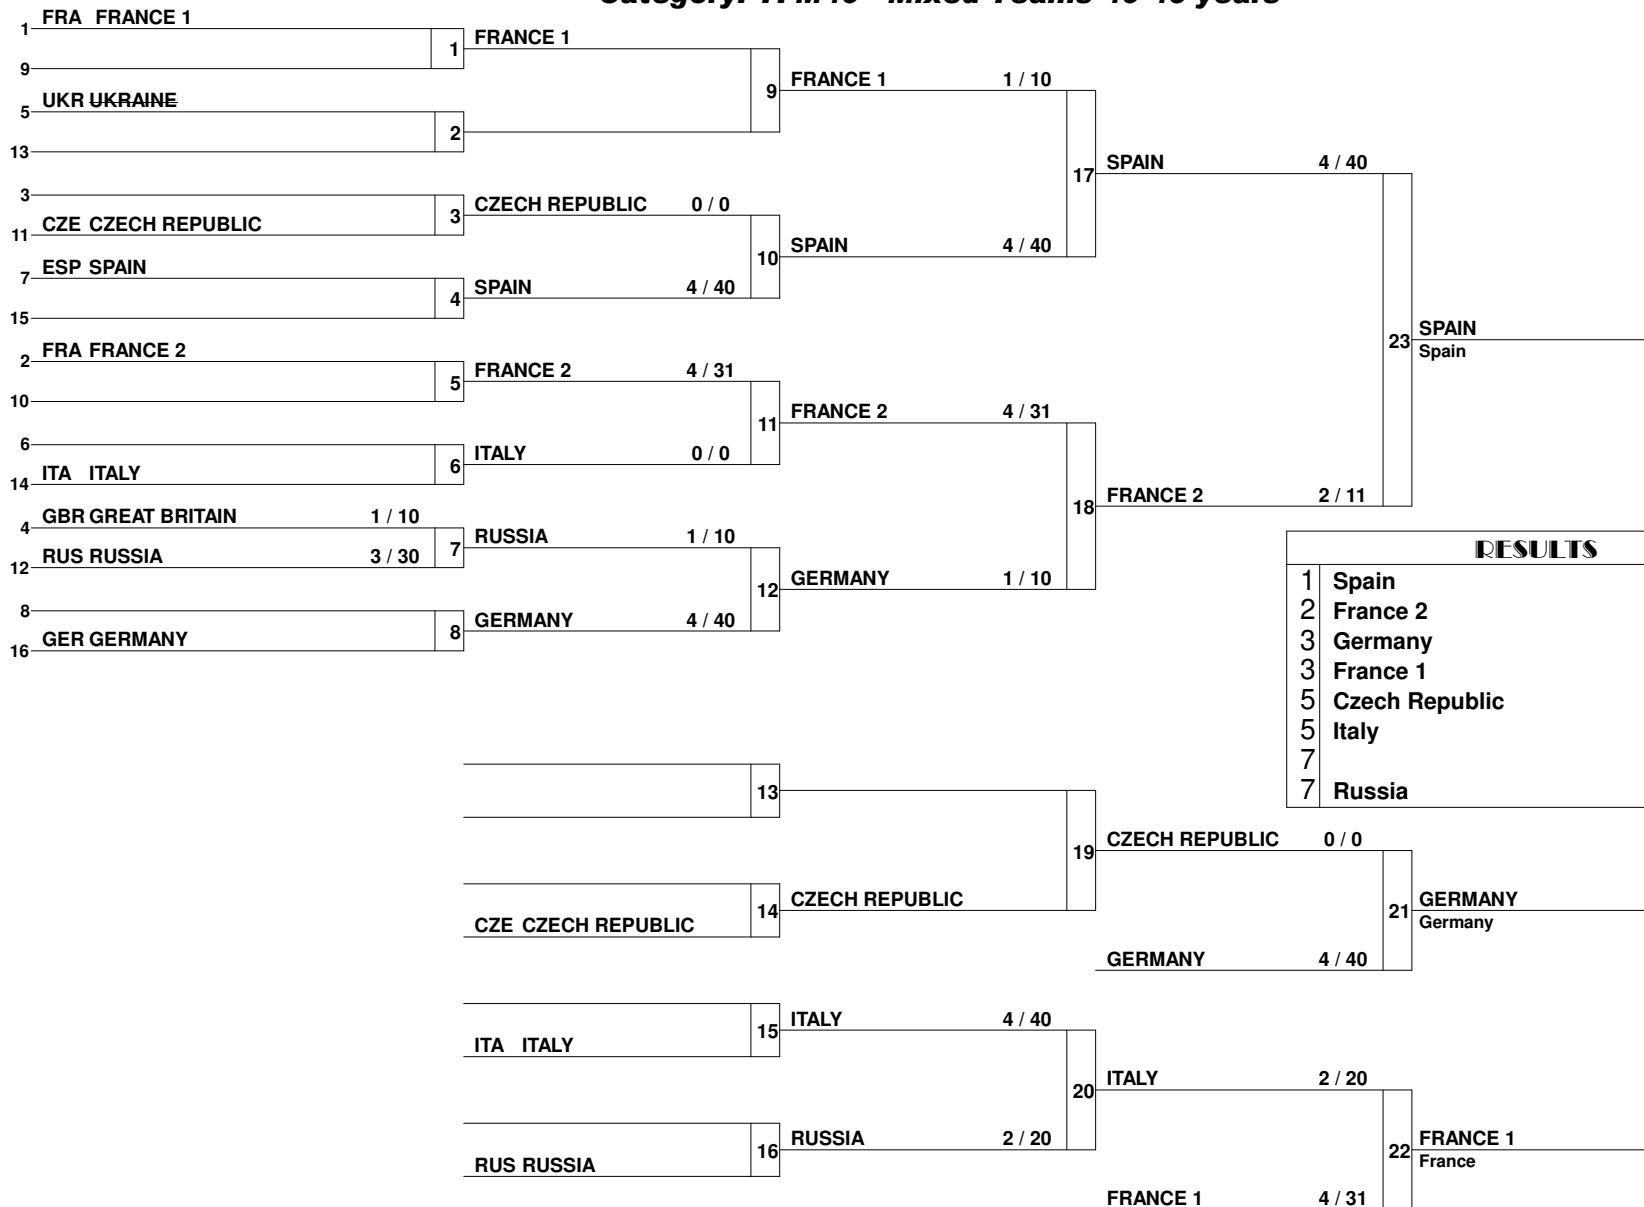 1 FRA FRANCE 1
9
1 FRANCE 1
5 UKR UKRAINE
13
2
9 FRANCE 1 1 / 10
3
11 CZE CZECH REPUBLIC
3 CZECH REPUBLIC 0 / 0
7 ESP SPAIN
15
4 SPAIN 4 / 40
10 SPAIN 4 / 40
17 SPAIN 4 / 40
2 FRA FRANCE 2
10
5 FRANCE 2 4 / 31
6
14 ITA ITALY
6 ITALY 0 / 0
11 FRANCE 2 4 / 31
4 GBR GREAT BRITAIN 1 / 10
12 RUS RUSSIA 3 / 30
7 RUSSIA 1 / 10
8
16 GER GERMANY
8 GERMANY 4 / 40
12 GERMANY 1 / 10
18 FRANCE 2 2 / 11
23 SPAIN
Spain
RESULTS
1 Spain
2 France 2
3 Germany
3 France 1
5 Czech Republic
5 Italy
7
7 Russia
13
CZE CZECH REPUBLIC
14 CZECH REPUBLIC
19 CZECH REPUBLIC 0 / 0
GERMANY 4 / 40
21 GERMANY
Germany
ITA ITALY
15 ITALY 4 / 40
RUS RUSSIA
16 RUSSIA 2 / 20
20 ITALY 2 / 20
FRANCE 1 4 / 31
22 FRANCE 1
France